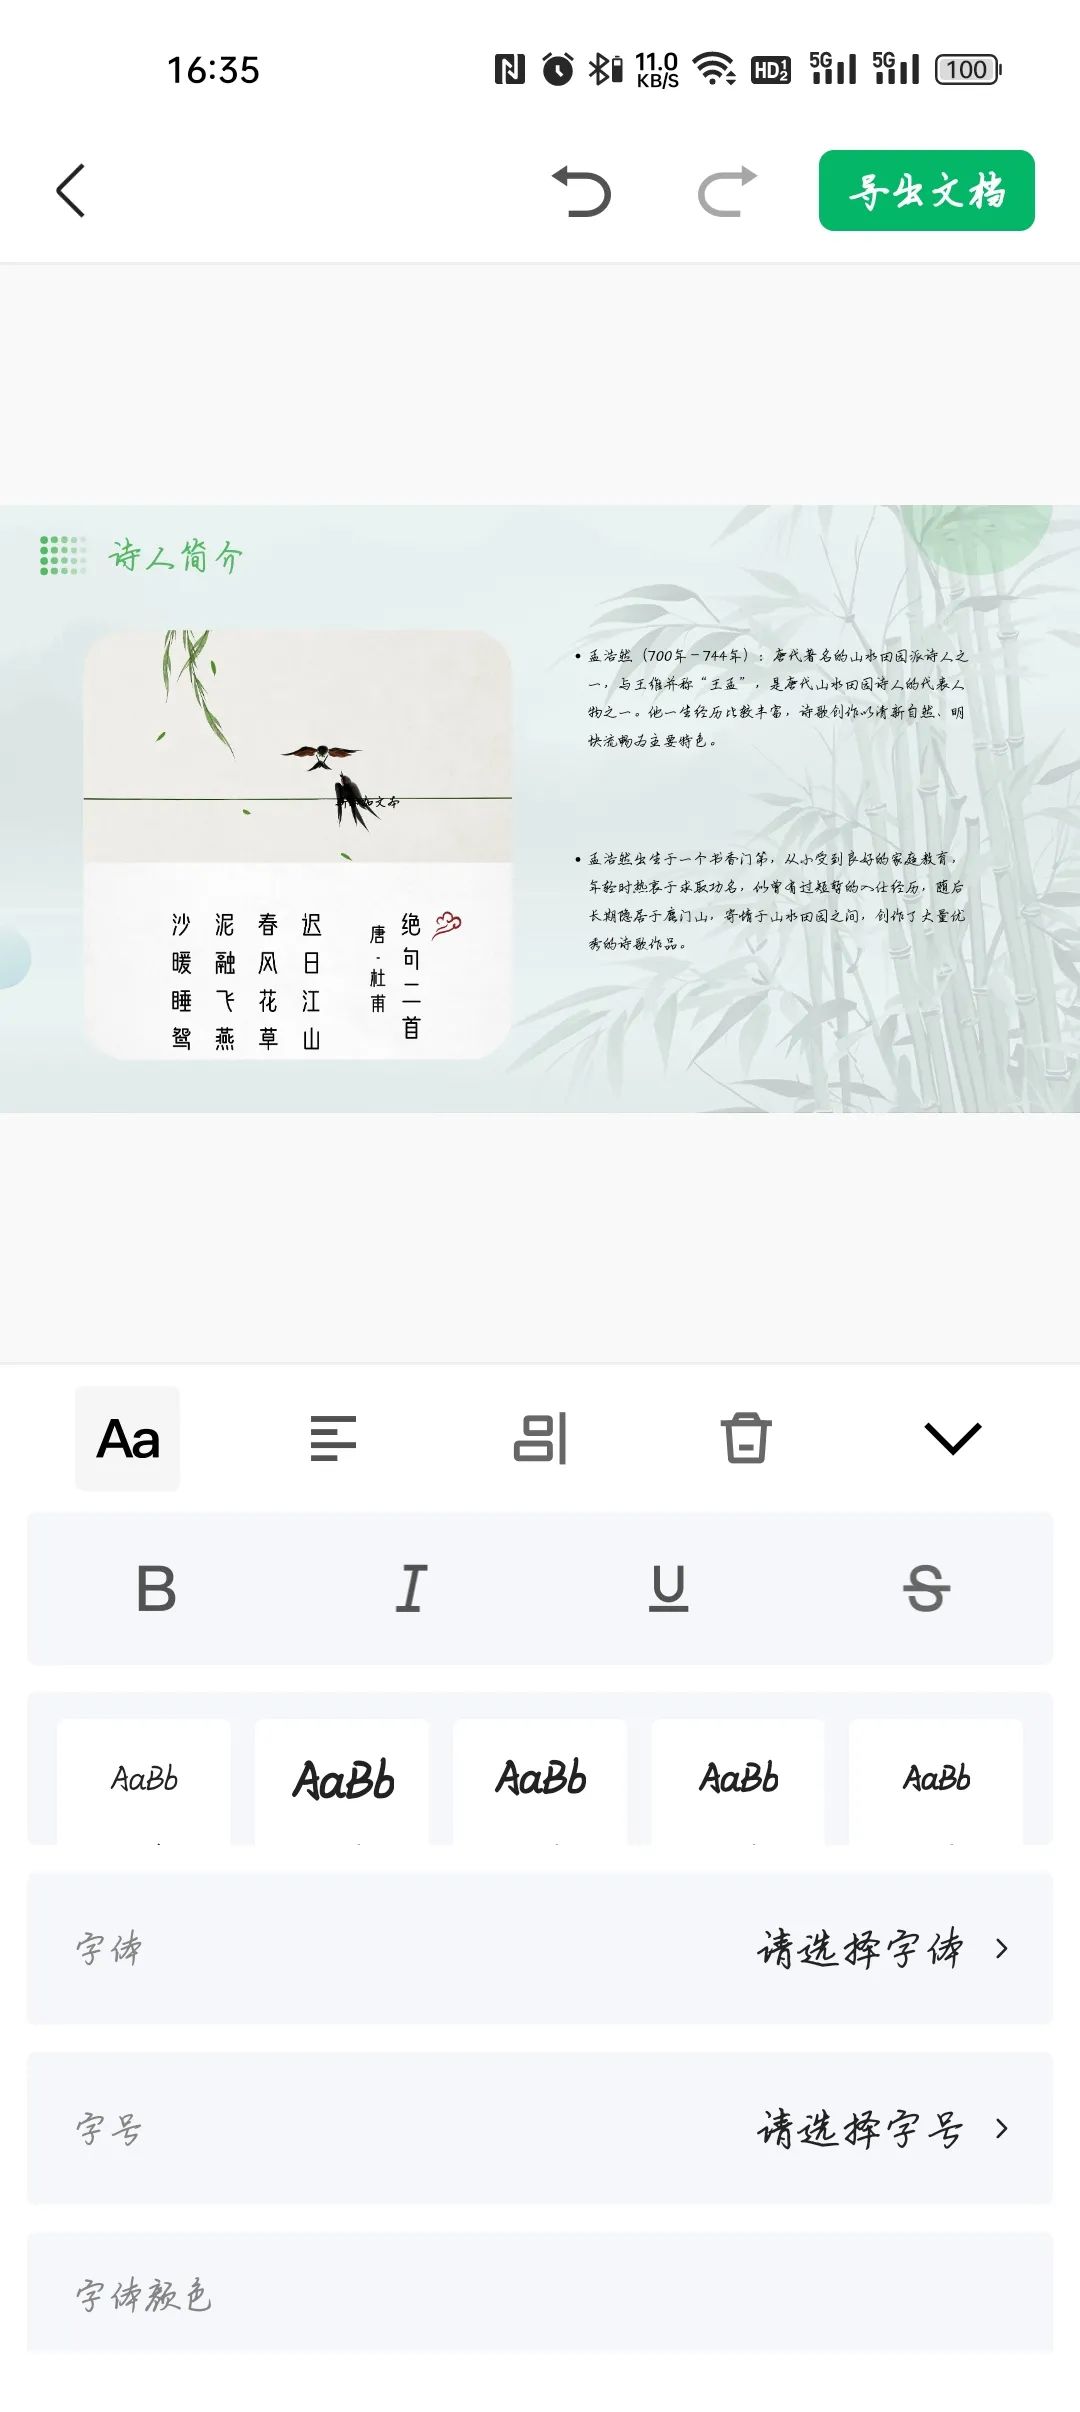 16:35
11.0
KB/S
HD 1 2
5G
5G
100
导出文档
诗人简介
孟浩然（700年－744年）：唐代著名的山水田园派诗人之
一，与王维并称“王孟”，是唐代山水田园诗人的代表人
物之一。他一生经历比较丰富，诗歌创作以清新自然、明
快流畅为主要特色。
孟浩然出生于一个书香门第，从小受到良好的家庭教育，
年轻时热衷于求取功名，似曾有过短暂的入仕经历，随后
长期隐居于鹿门山，寄情于山水田园之间，创作了大量优
秀的诗歌作品。
绝句二首
唐·杜甫
迟日江山
春风花草
泥融飞燕
沙暖睡鸳
Aa
B
I
U
S
AaBb
AaBb
AaBb
AaBb
AaBb
字体
请选择字体
字号
请选择字号
字体颜色